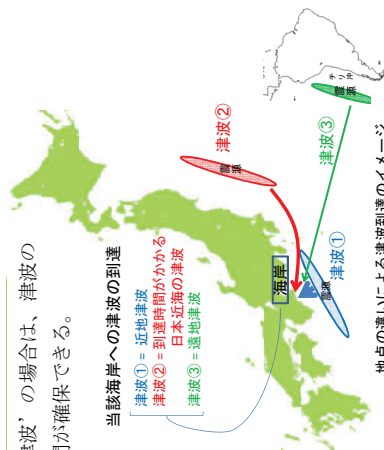 津波’の場合は、津波の
間が確保できる。
当該海岸への津波の到達
津波①= 近地津波
津波②= 到達時間がかかる
日本近海の津波
津波③= 遠地津波
津波②
震源
海岸
津波①
震源
津波③
チリ沖
震源
地点の違いによる津波到達のイメージ